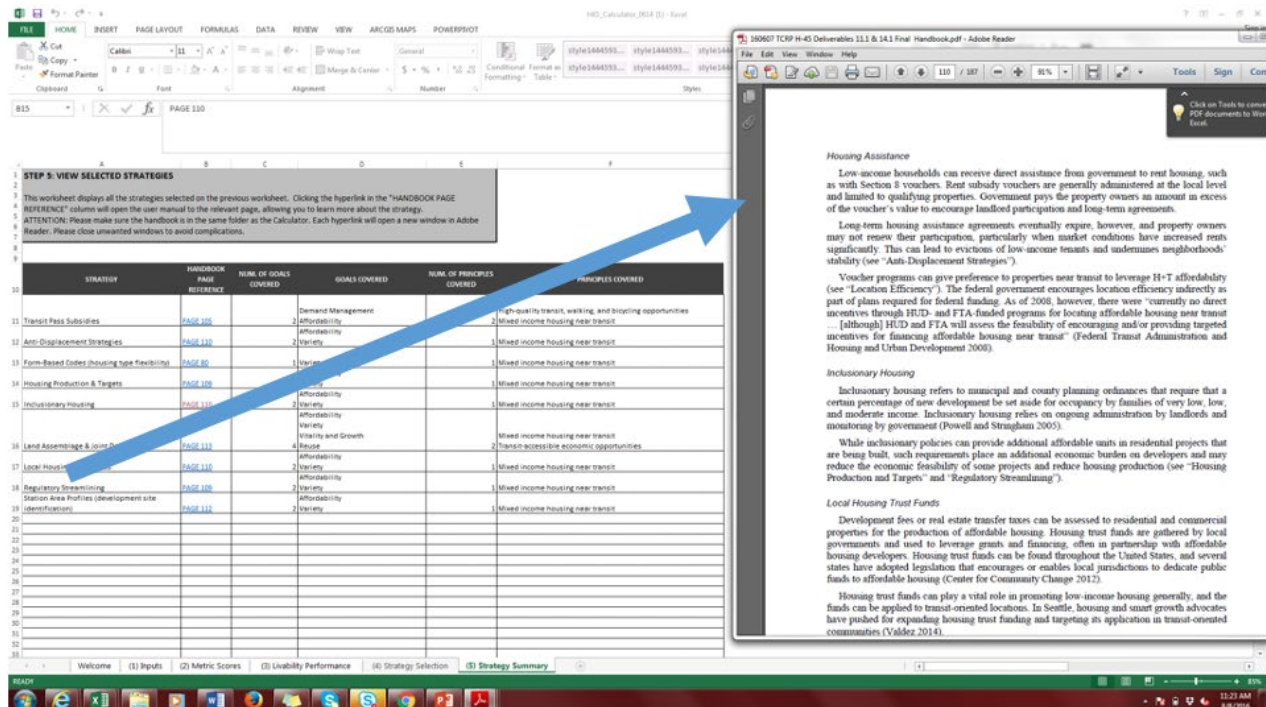 H45_Calculator_0614 (1) - Excel
FILE HOME INSERT PAGE LAYOUT FORMULAS DATA REVIEW VIEW ARCGIS MAPS POWERPIVOT
Cut
Copy
Format Painter
Paste
Calibri 11
Wrap Text
Merge & Center
General
Conditional Formatting
Format as Table
style1444593... style1444593... style1444593...
style1444593... style1444593...
Clipboard Font Alignment Number Styles
B15 PAGE 110
A B C D E F
STEP 5: VIEW SELECTED STRATEGIES
This worksheet displays all the strategies selected on the previous worksheet. Clicking the hyperlink in the "HANDBOOK PAGE
REFERENCE" column will open the user manual to the relevant page, allowing you to learn more about the strategy.
ATTENTION: Please make sure the handbook is in the same folder as the Calculator. Each hyperlink will open a new window in Adobe
Reader. Please close unwanted windows to avoid complications.
STRATEGY HANDBOOK PAGE REFERENCE NUM. OF GOALS COVERED GOALS COVERED NUM. OF PRINCIPLES COVERED PRINCIPLES COVERED
Demand Management High-quality transit, walking, and bicycling opportunities
11 Transit Pass Subsidies PAGE 105 2 Affordability 2 Mixed income housing near transit
Affordability
12 Anti-Displacement Strategies PAGE 110 2 Variety 1 Mixed income housing near transit
13 Form-Based Codes (housing type flexibility) PAGE 80 1 Variety 1 Mixed income housing near transit
14 Housing Production & Targets PAGE 109 Variety 1 Mixed income housing near transit
Affordability
15 Inclusionary Housing PAGE 110 2 Variety 1 Mixed income housing near transit
Affordability
Variety
Vitality and Growth Mixed income housing near transit
16 Land Assemblage & Joint PAGE 113 4 Reuse 2 Transit-accessible economic opportunities
Affordability
17 Local Housing PAGE 110 2 Variety 1 Mixed income housing near transit
Affordability
18 Regulatory Streamlining PAGE 109 2 Variety 1 Mixed income housing near transit
Station Area Profiles (development site Affordability
19 identification) PAGE 112 2 Variety 1 Mixed income housing near transit
Welcome (1) Inputs (2) Metric Scores (3) Livability Performance (4) Strategy Selection (5) Strategy Summary
READY 85%
160607 TCRP H-45 Deliverables 11.1 & 14.1 Final Handbook.pdf - Adobe Reader
File Edit View Window Help
110 / 187 91% Tools Sign
Click on Tools to
PDF documents to
Excel.
Housing Assistance
Low-income households can receive direct assistance from government to rent housing, such
as with Section 8 vouchers. Rent subsidy vouchers are generally administered at the local level
and limited to qualifying properties. Government pays the property owners an amount in excess
of the voucher's value to encourage landlord participation and long-term agreements.
Long-term housing assistance agreements eventually expire, however, and property owners
may not renew their participation, particularly when market conditions have increased rents
significantly. This can lead to evictions of low-income tenants and undermines neighborhoods'
stability (see "Anti-Displacement Strategies").
Voucher programs can give preference to properties near transit to leverage H+T affordability
(see "Location Efficiency"). The federal government encourages location efficiency indirectly as
part of plans required for federal funding. As of 2008, however, there were "currently no direct
incentives through HUD- and FTA-funded programs for locating affordable housing near transit
… [although] HUD and FTA will assess the feasibility of encouraging and/or providing targeted
incentives for financing affordable housing near transit" (Federal Transit Administration and
Housing and Urban Development 2008).
Inclusionary Housing
Inclusionary housing refers to municipal and county planning ordinances that require that a
certain percentage of new development be set aside for occupancy by families of very low, low,
and moderate income. Inclusionary housing relies on ongoing administration by landlords and
monitoring by government (Powell and Stringham 2005).
While inclusionary policies can provide additional affordable units in residential projects that
are being built, such requirements place an additional economic burden on developers and may
reduce the economic feasibility of some projects and reduce housing production (see "Housing
Production and Targets" and "Regulatory Streamlining").
Local Housing Trust Funds
Development fees or real estate transfer taxes can be assessed to residential and commercial
properties for the production of affordable housing. Housing trust funds are gathered by local
governments and used to leverage grants and financing, often in partnership with affordable
housing developers. Housing trust funds can be found throughout the United States, and several
states have adopted legislation that encourages or enables local jurisdictions to dedicate public
funds to affordable housing (Center for Community Change 2012).
Housing trust funds can play a vital role in promoting low-income housing generally, and the
funds can be applied to transit-oriented locations. In Seattle, housing and smart growth advocates
have pushed for expanding housing trust funding and targeting its application in transit-oriented
communities (Valdez 2014).
11:23 AM